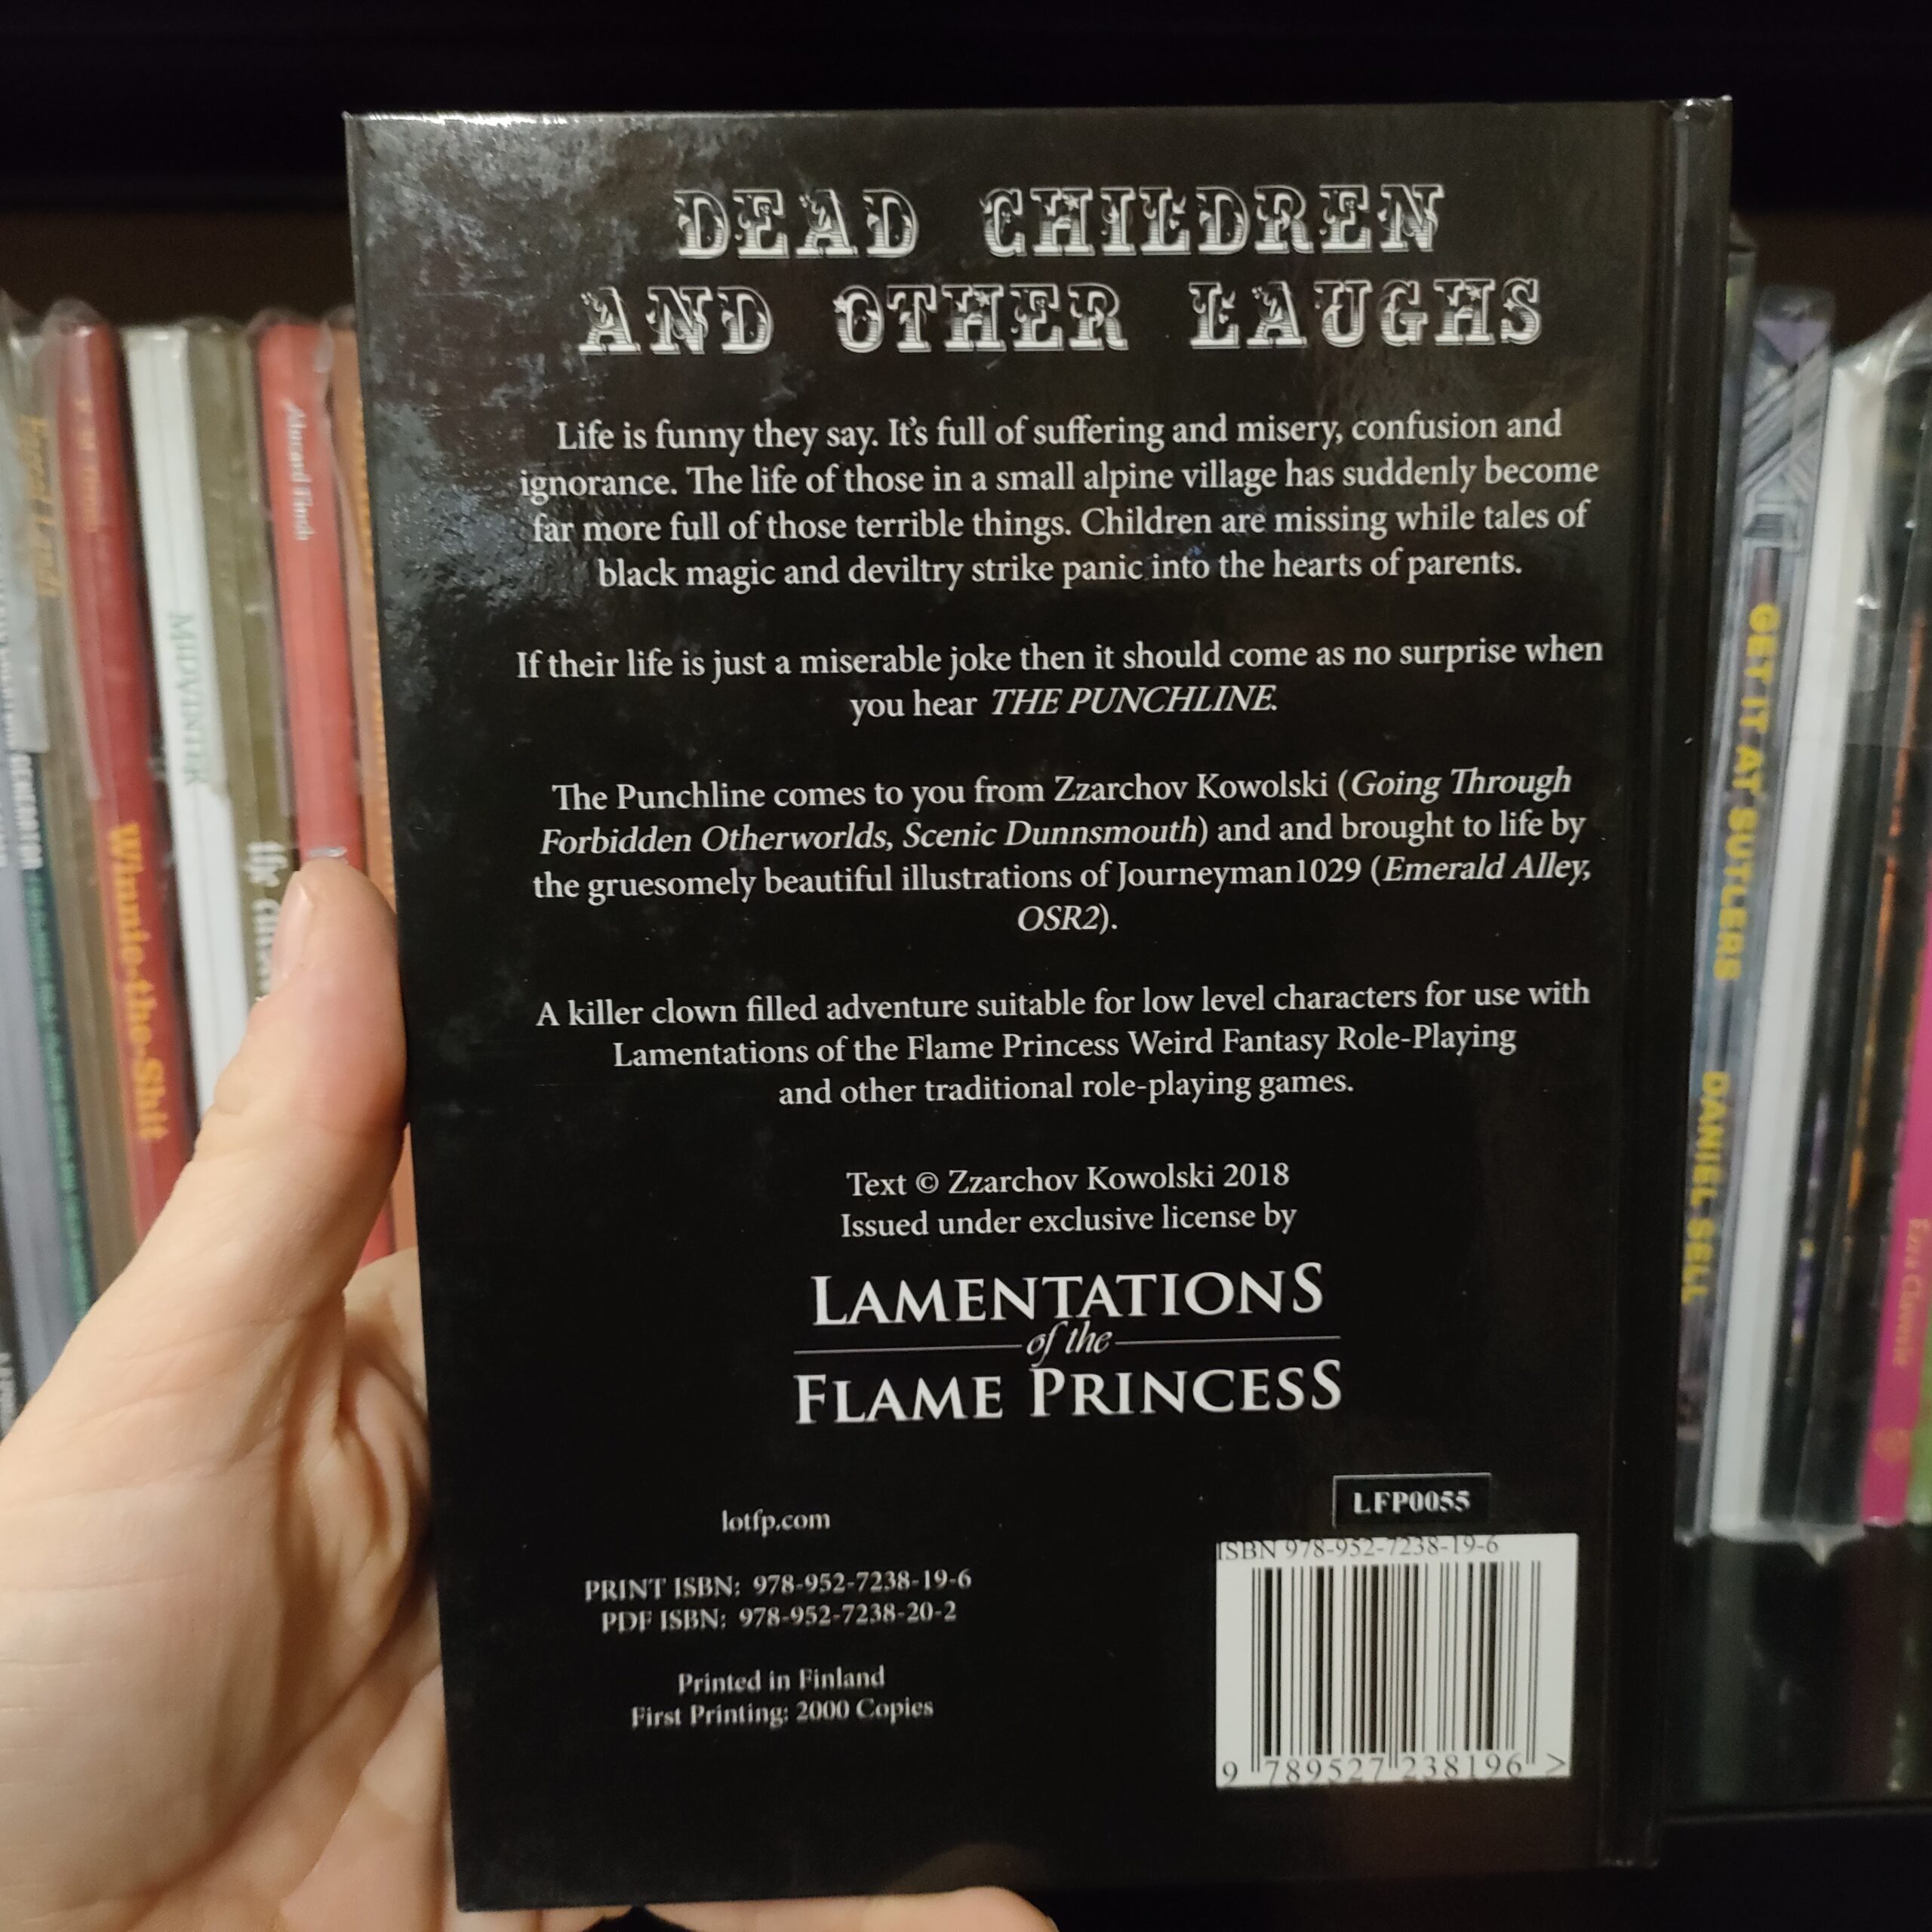 DEAD CHILDREN
AND OTHER LAUGHS
Life is funny they say. It's full of suffering and misery, confusion and
ignorance. The life of those in a small alpine village has suddenly become
far more full of those terrible things. Children are missing while tales of
black magic and deviltry strike panic into the hearts of parents.
If their life is just a miserable joke then it should come as no surprise when
you hear THE PUNCHLINE.
The Punchline comes to you from Zzarchov Kowolski (Going Through
Forbidden Otherworlds, Scenic Dunnsmouth) and and brought to life by
the gruesomely beautiful illustrations of Journeyman1029 (Emerald Alley,
OSR2).
A killer clown filled adventure suitable for low level characters for use with
Lamentations of the Flame Princess Weird Fantasy Role-Playing
and other traditional role-playing games.
Text © Zzarchov Kowolski 2018
Issued under exclusive license by
LAMENTATIONS
of the
FLAME PRINCESS
lotfp.com
PRINT ISBN: 978-952-7238-19-6
PDF ISBN: 978-952-7238-20-2
Printed in Finland
First Printing: 2000 Copies
LFP0055
ISBN 978-952-7238-19-6
9 789527 238196 >
Winnie-the-Shit
MIDVINTER
the
GENERATOR
GET IT AT SUTLERS
DANIEL SELL